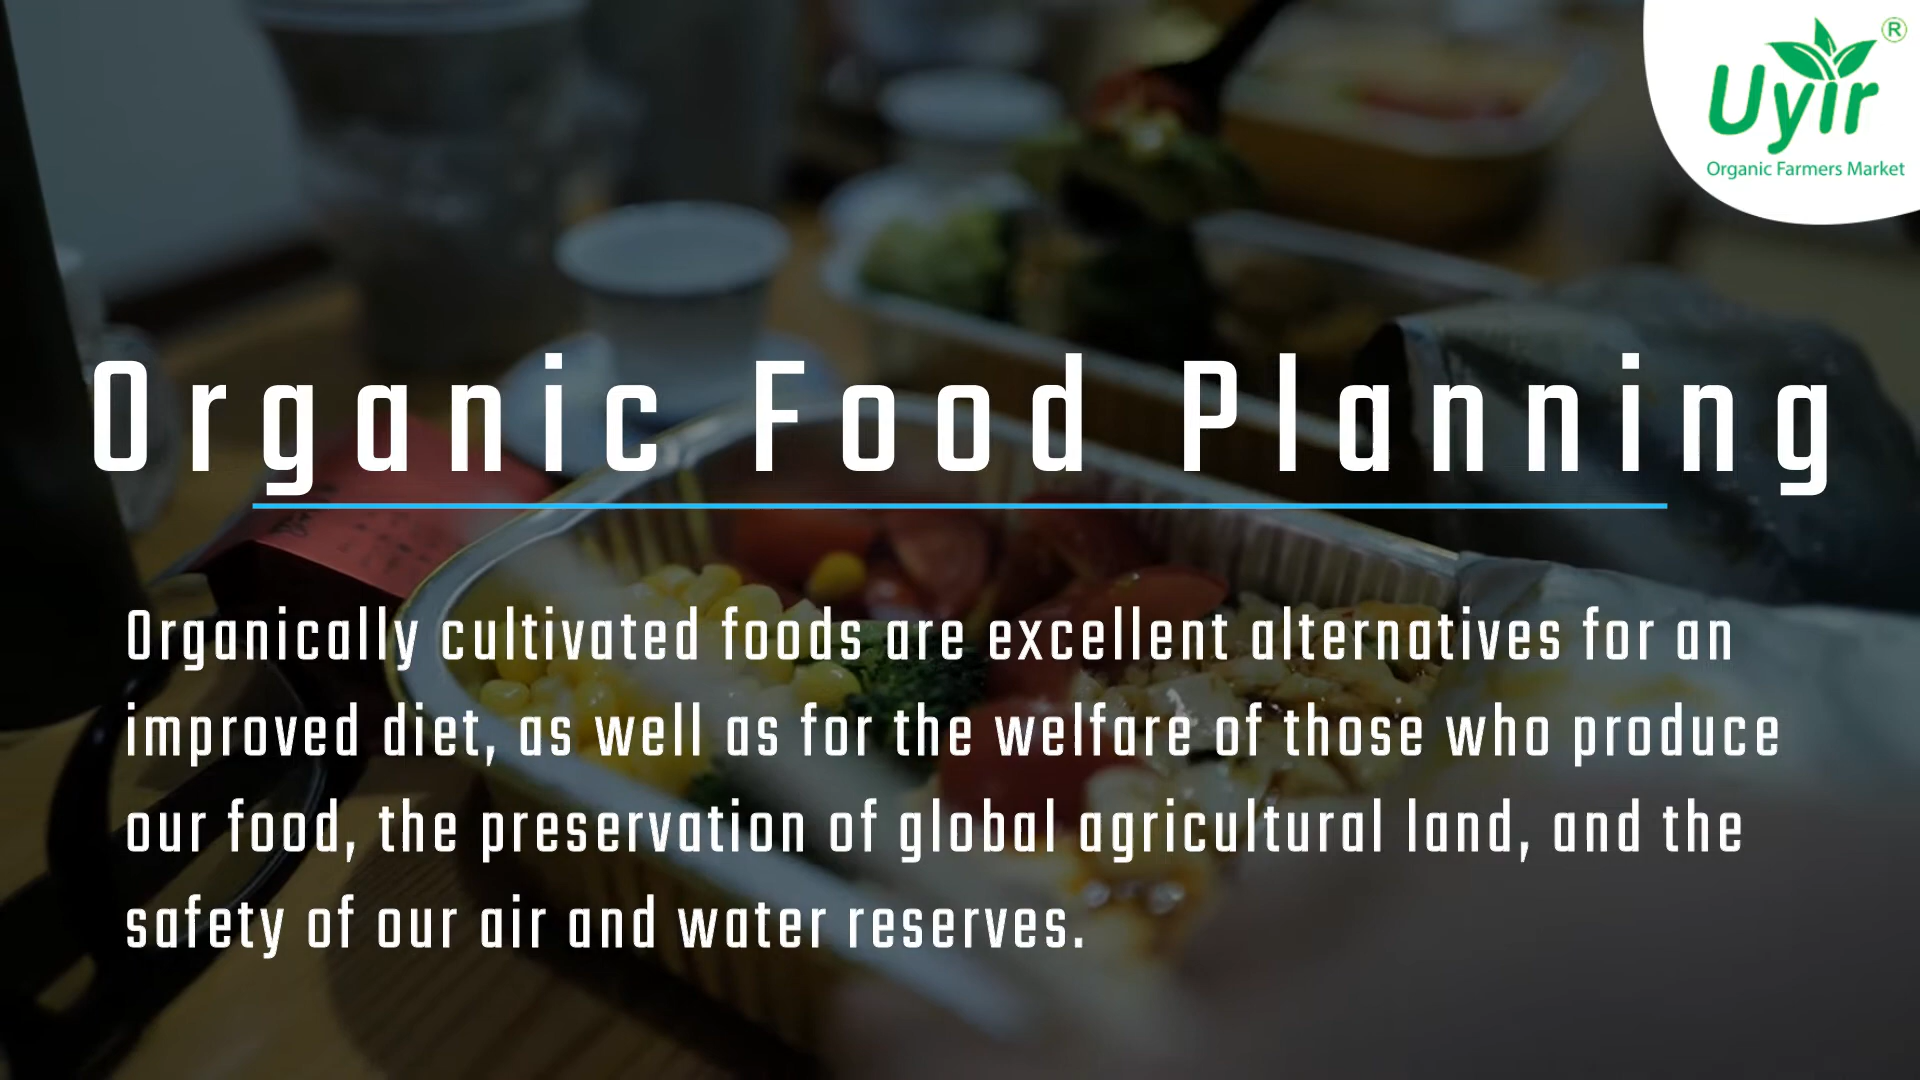 Uyir®
Organic Farmers Market
Organic Food Planning
Organically cultivated foods are excellent alternatives for an
improved diet, as well as for the welfare of those who produce
our food, the preservation of global agricultural land, and the
safety of our air and water reserves.